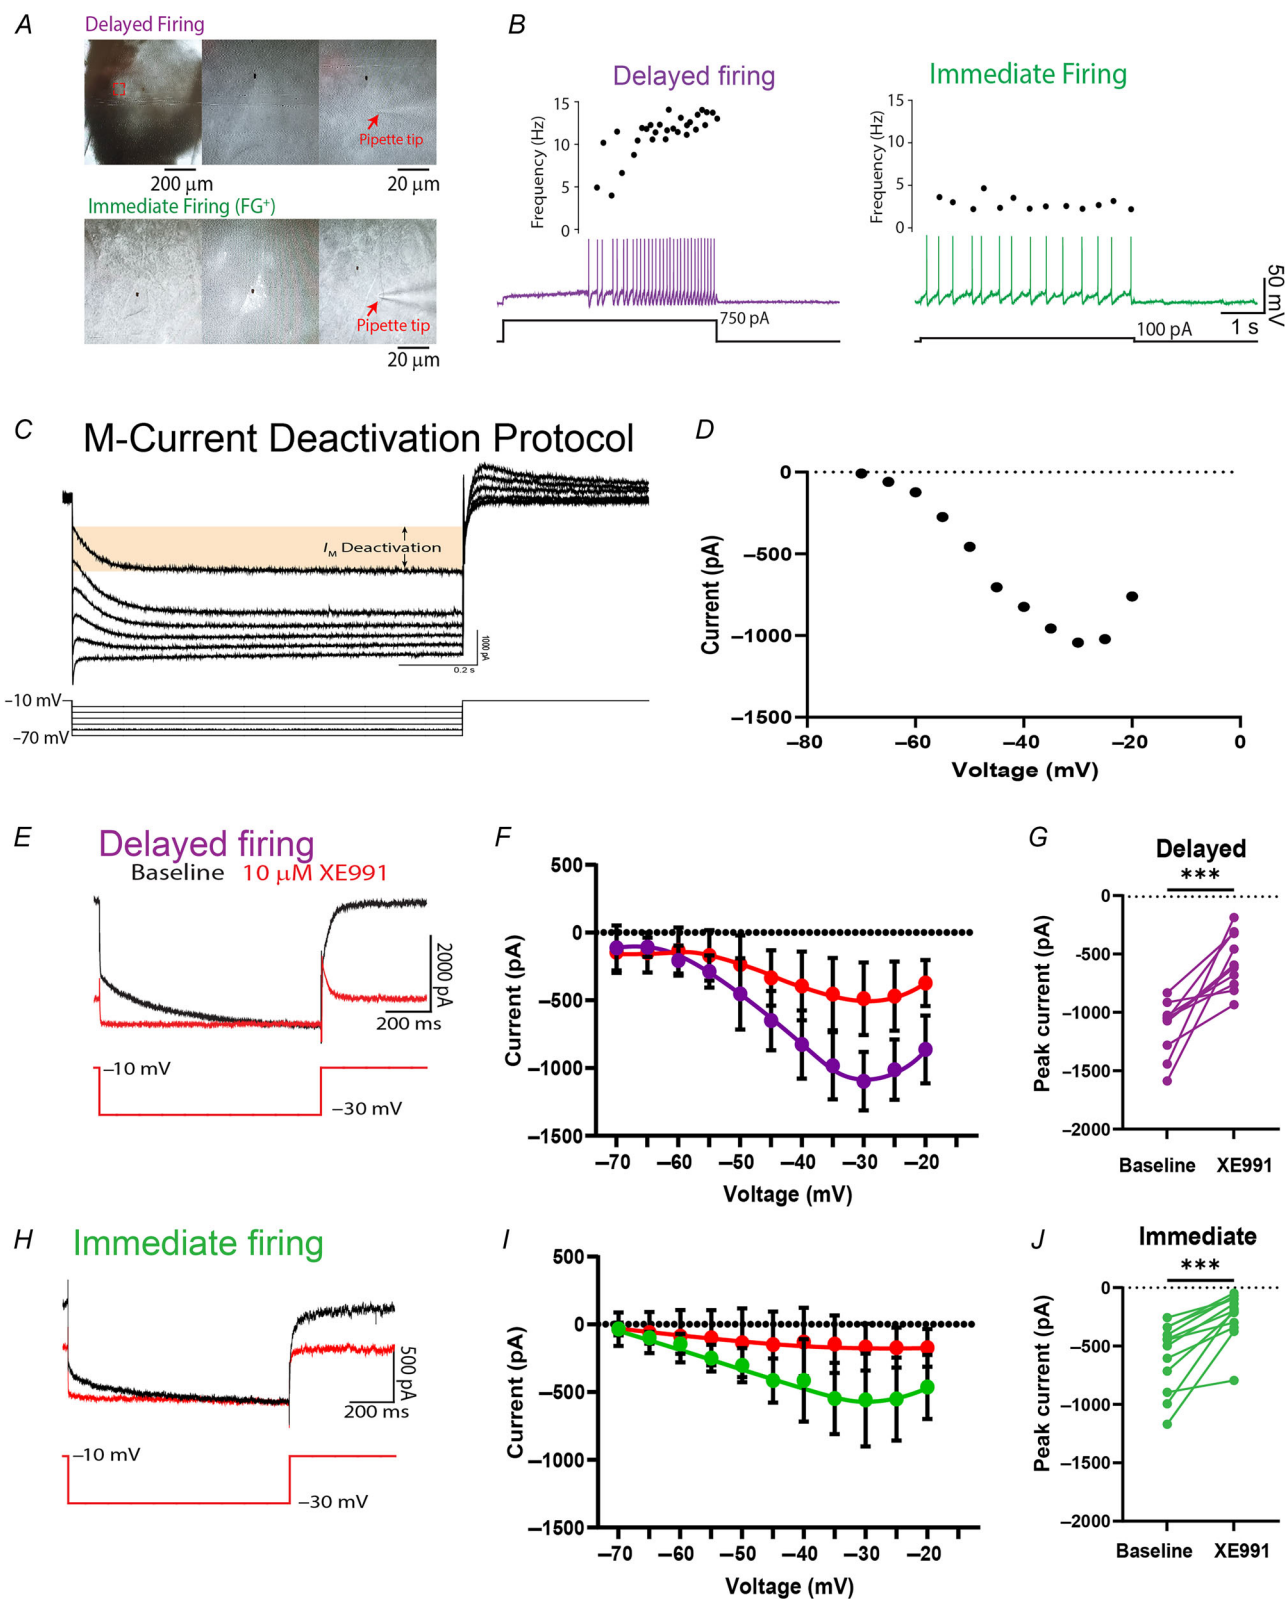 A
Delayed Firing
Pipette tip
200 μm
20 μm
Immediate Firing (FG⁺)
Pipette tip
20 μm
B
Delayed firing
Immediate Firing
15
10
5
0
Frequency (Hz)
750 pA
15
10
5
0
Frequency (Hz)
100 pA
50 mV
1 s
C
M-Current Deactivation Protocol
I_M Deactivation
1000 pA
0.2 s
–10 mV
–70 mV
D
0
–500
–1000
–1500
Current (pA)
–80 –60 –40 –20 0
Voltage (mV)
E
Delayed firing
Baseline 10 μM XE991
2000 pA
200 ms
–10 mV
–30 mV
F
500
0
–500
–1000
–1500
Current (pA)
–70 –60 –50 –40 –30 –20
Voltage (mV)
G
Delayed
***
0
–500
–1000
–1500
–2000
Peak current (pA)
Baseline XE991
H
Immediate firing
500 pA
200 ms
–10 mV
–30 mV
I
500
0
–500
–1000
–1500
Current (pA)
–70 –60 –50 –40 –30 –20
Voltage (mV)
J
Immediate
***
0
–500
–1000
–1500
–2000
Peak current (pA)
Baseline XE991